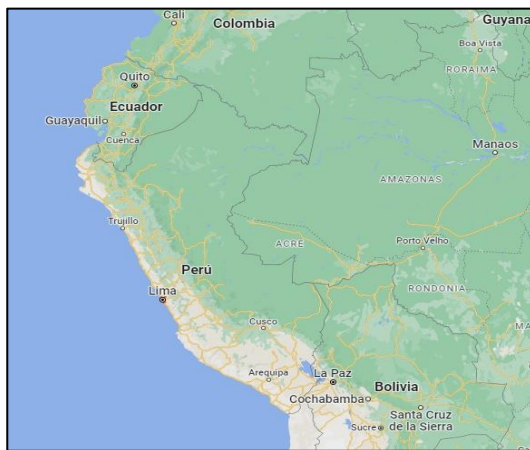 Cali
Colombia
Guyana
Boa Vista
RORAIMA
Quito
Ecuador
Guayaquilo
Cuenca
Manaos
AMAZONAS
Trujillo
ACRE
Porto Velho
Perú
RONDONIA
Lima
Cusco
Arequipa
La Paz
Bolivia
Cochabamba
Santa Cruz
de la Sierra
Sucre